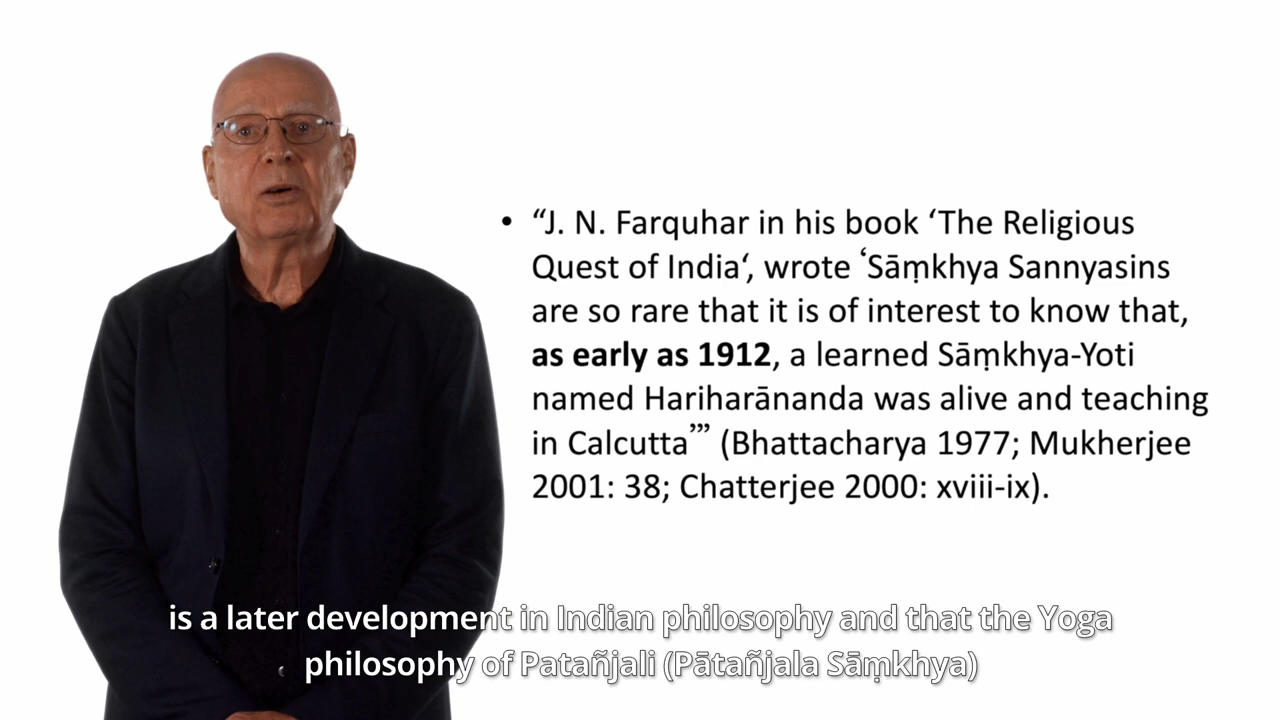 • “J. N. Farquhar in his book ‘The Religious
Quest of India‘, wrote ‘Sāṃkhya Sannyasins
are so rare that it is of interest to know that,
as early as 1912, a learned Sāṃkhya-Yoti
named Hariharānanda was alive and teaching
in Calcutta’” (Bhattacharya 1977; Mukherjee
2001: 38; Chatterjee 2000: xviii-ix).
is a later development in Indian philosophy and that the Yoga
philosophy of Patañjali (Pātañjala Sāṃkhya)